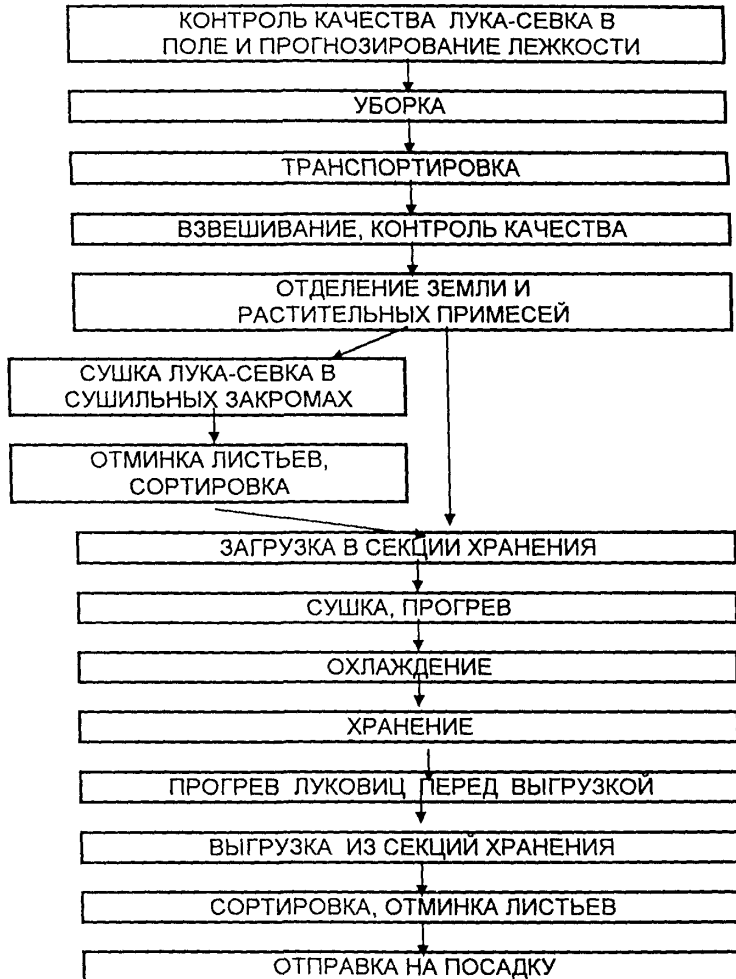 КОНТРОЛЬ КАЧЕСТВА ЛУКА-СЕВКА В
ПОЛЕ И ПРОГНОЗИРОВАНИЕ ЛЕЖКОСТИ
УБОРКА
ТРАНСПОРТИРОВКА
ВЗВЕШИВАНИЕ, КОНТРОЛЬ КАЧЕСТВА
ОТДЕЛЕНИЕ ЗЕМЛИ И
РАСТИТЕЛЬНЫХ ПРИМЕСЕЙ
СУШКА ЛУКА-СЕВКА В
СУШИЛЬНЫХ ЗАКРОМАХ
ОТМИНКА ЛИСТЬЕВ,
СОРТИРОВКА
ЗАГРУЗКА В СЕКЦИИ ХРАНЕНИЯ
СУШКА, ПРОГРЕВ
ОХЛАЖДЕНИЕ
ХРАНЕНИЕ
ПРОГРЕВ ЛУКОВИЦ ПЕРЕД ВЫГРУЗКОЙ
ВЫГРУЗКА ИЗ СЕКЦИЙ ХРАНЕНИЯ
СОРТИРОВКА, ОТМИНКА ЛИСТЬЕВ
ОТПРАВКА НА ПОСАДКУ